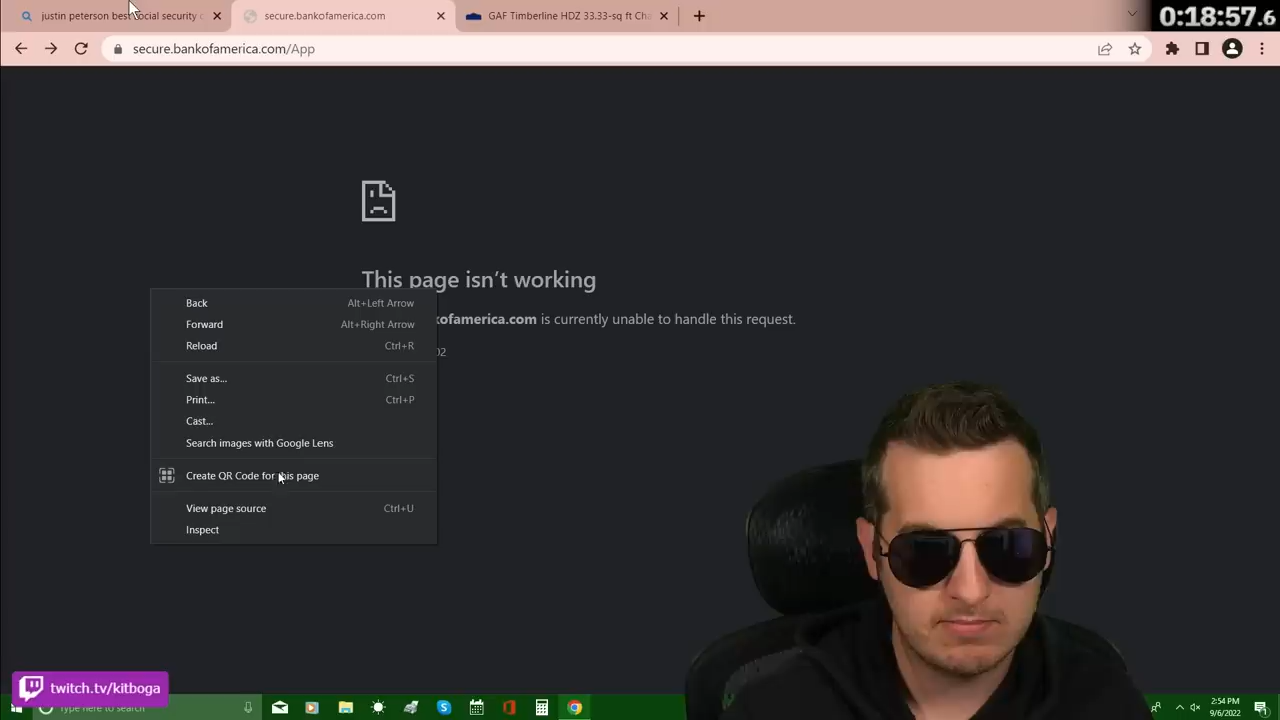 justin peterson best social security
secure.bankofamerica.com
GAF Timberline HDZ 33.33-sq ft Cha
0:18:57.6
secure.bankofamerica.com/App
This page isn't working
kofamerica.com is currently unable to handle this request.
02
Back Alt+Left Arrow
Forward Alt+Right Arrow
Reload Ctrl+R
Save as... Ctrl+S
Print... Ctrl+P
Cast...
Search images with Google Lens
Create QR Code for this page
View page source Ctrl+U
Inspect
twitch.tv/kitboga
Type here to search
2:54 PM
9/6/2022